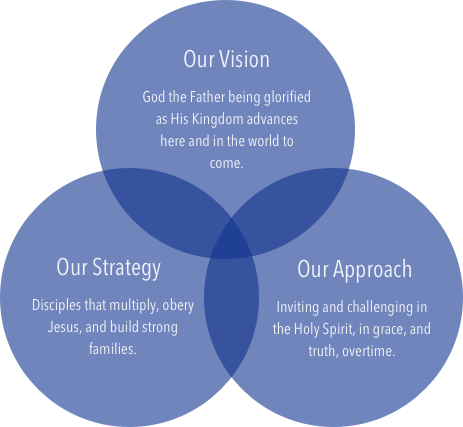 Our Vision
God the Father being glorified
as His Kingdom advances
here and in the world to
come.
Our Strategy
Disciples that multiply, obery
Jesus, and build strong
families.
Our Approach
Inviting and challenging in
the Holy Spirit, in grace, and
truth, overtime.